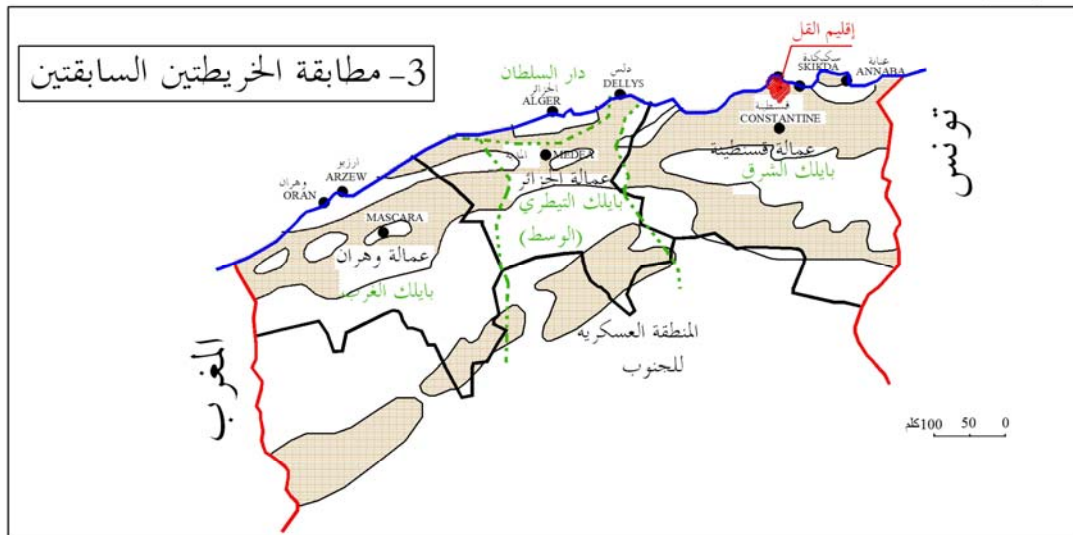 3- مطابقة الخريطتين السابقتين
إقليم القل
سكيكدة
SKIKDA
عنابة
ANNABA
دار السلطان
دلس
DELLYS
الجزائر
ALGER
قسنطينة
CONSTANTINE
تونس
المدية
MEDEA
عمالة قسنطينة
بايلك الشرق
ارزيو
ARZEW
وهران
ORAN
عمالة الجزائر
بايلك التيطري
(الوسط)
MASCARA
عمالة وهران
بايلك الغرب
المنطقة العسكرية
للجنوب
المغرب
كلم100 50 0